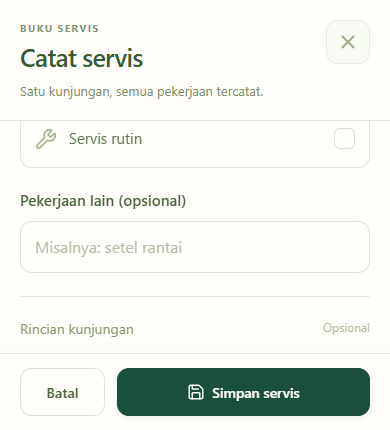 BUKU SERVIS
Catat servis
Satu kunjungan, semua pekerjaan tercatat.
Servis rutin
Pekerjaan lain (opsional)
Misalnya: setel rantai
Rincian kunjungan
Opsional
Batal
Simpan servis